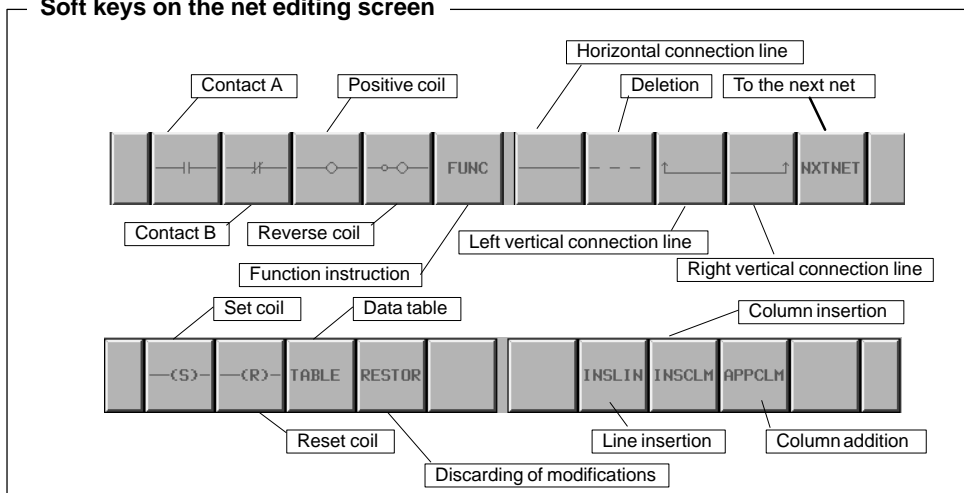 Soft keys on the net editing screen
Horizontal connection line
Contact A
Positive coil
Deletion
To the next net
FUNC
NXTNET
Contact B
Reverse coil
Left vertical connection line
Function instruction
Right vertical connection line
Set coil
Data table
Column insertion
(S)
(R)
TABLE
RESTOR
INSLIN
INSCLM
APPCLM
Reset coil
Line insertion
Column addition
Discarding of modifications